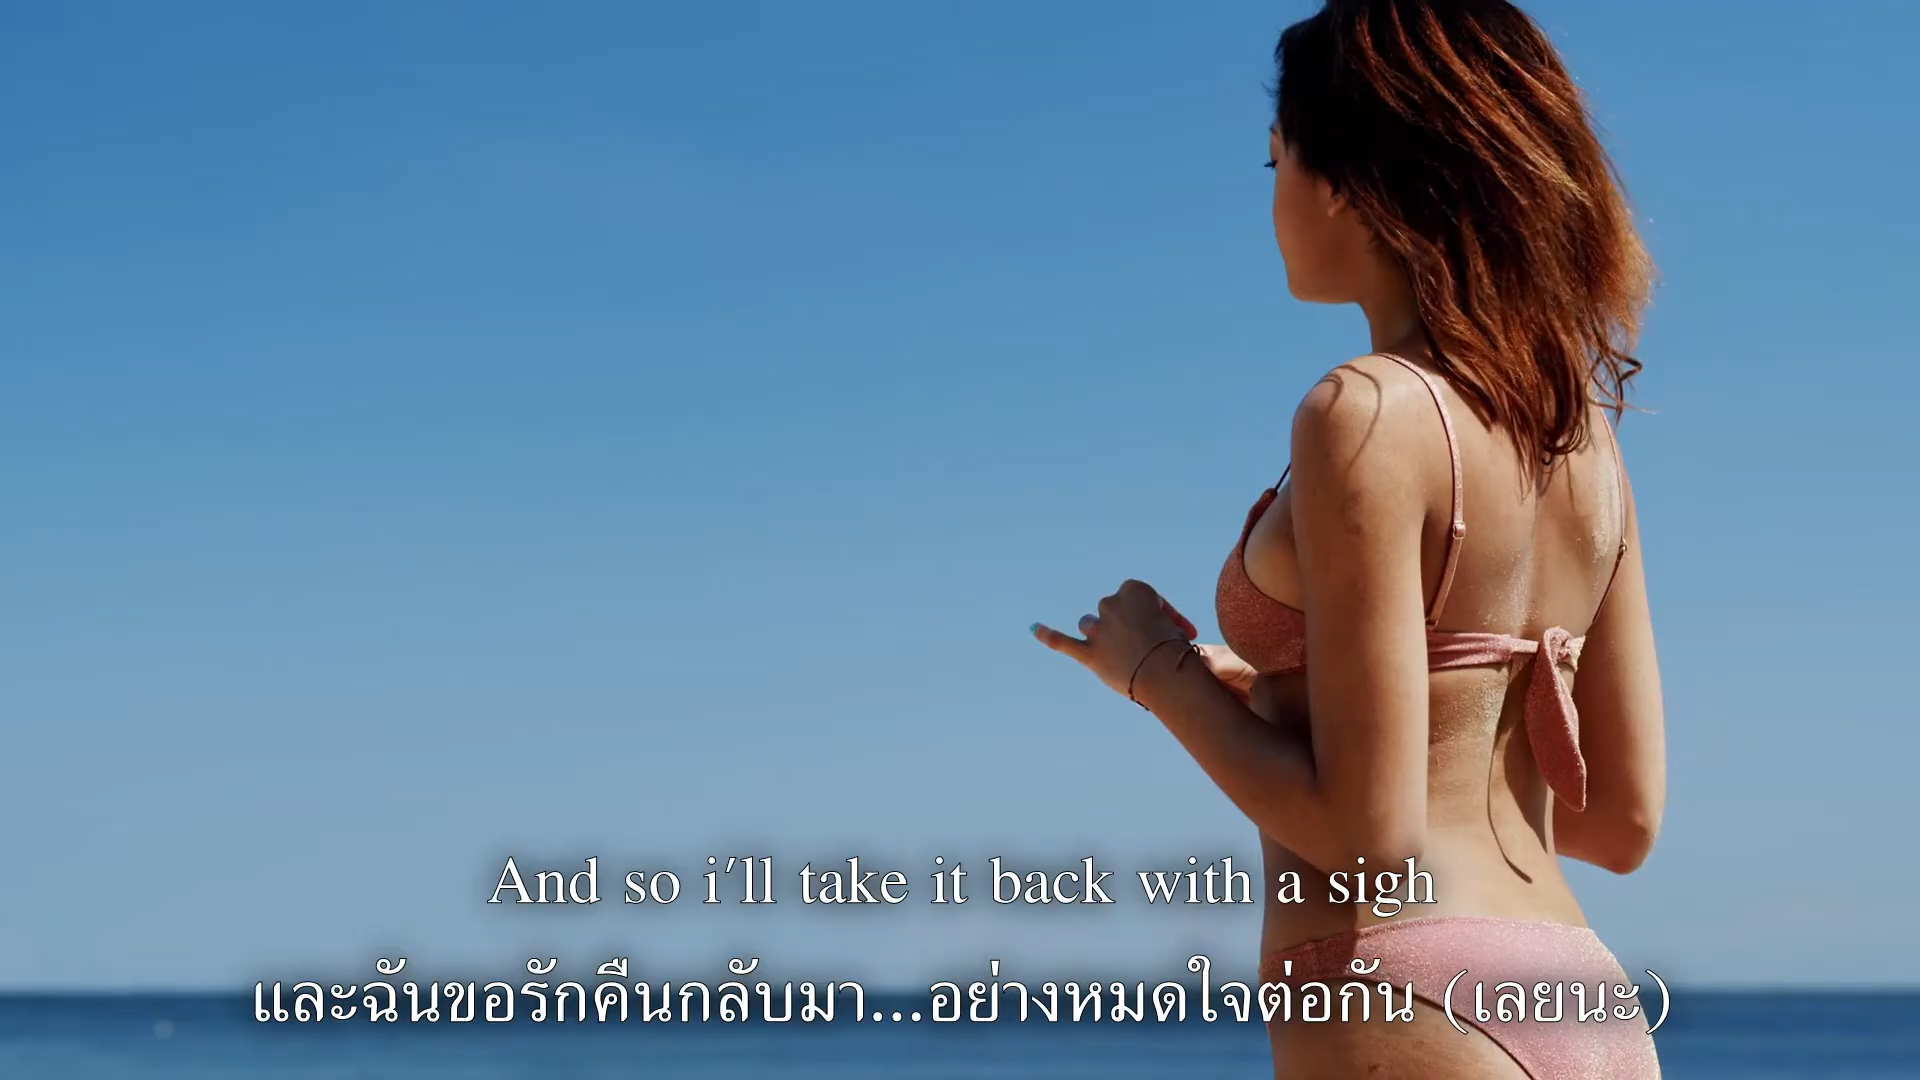 And so i'll take it back with a sigh
และฉันขอรักคืนกลับมา...อย่างหมดใจต่อกัน (เลยนะ)